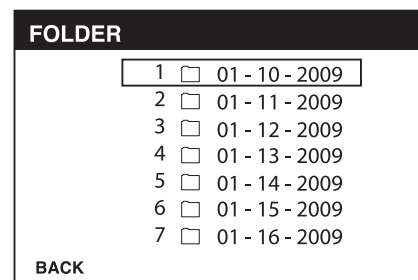 FOLDER
1 01 - 10 - 2009
2 01 - 11 - 2009
3 01 - 12 - 2009
4 01 - 13 - 2009
5 01 - 14 - 2009
6 01 - 15 - 2009
7 01 - 16 - 2009
BACK